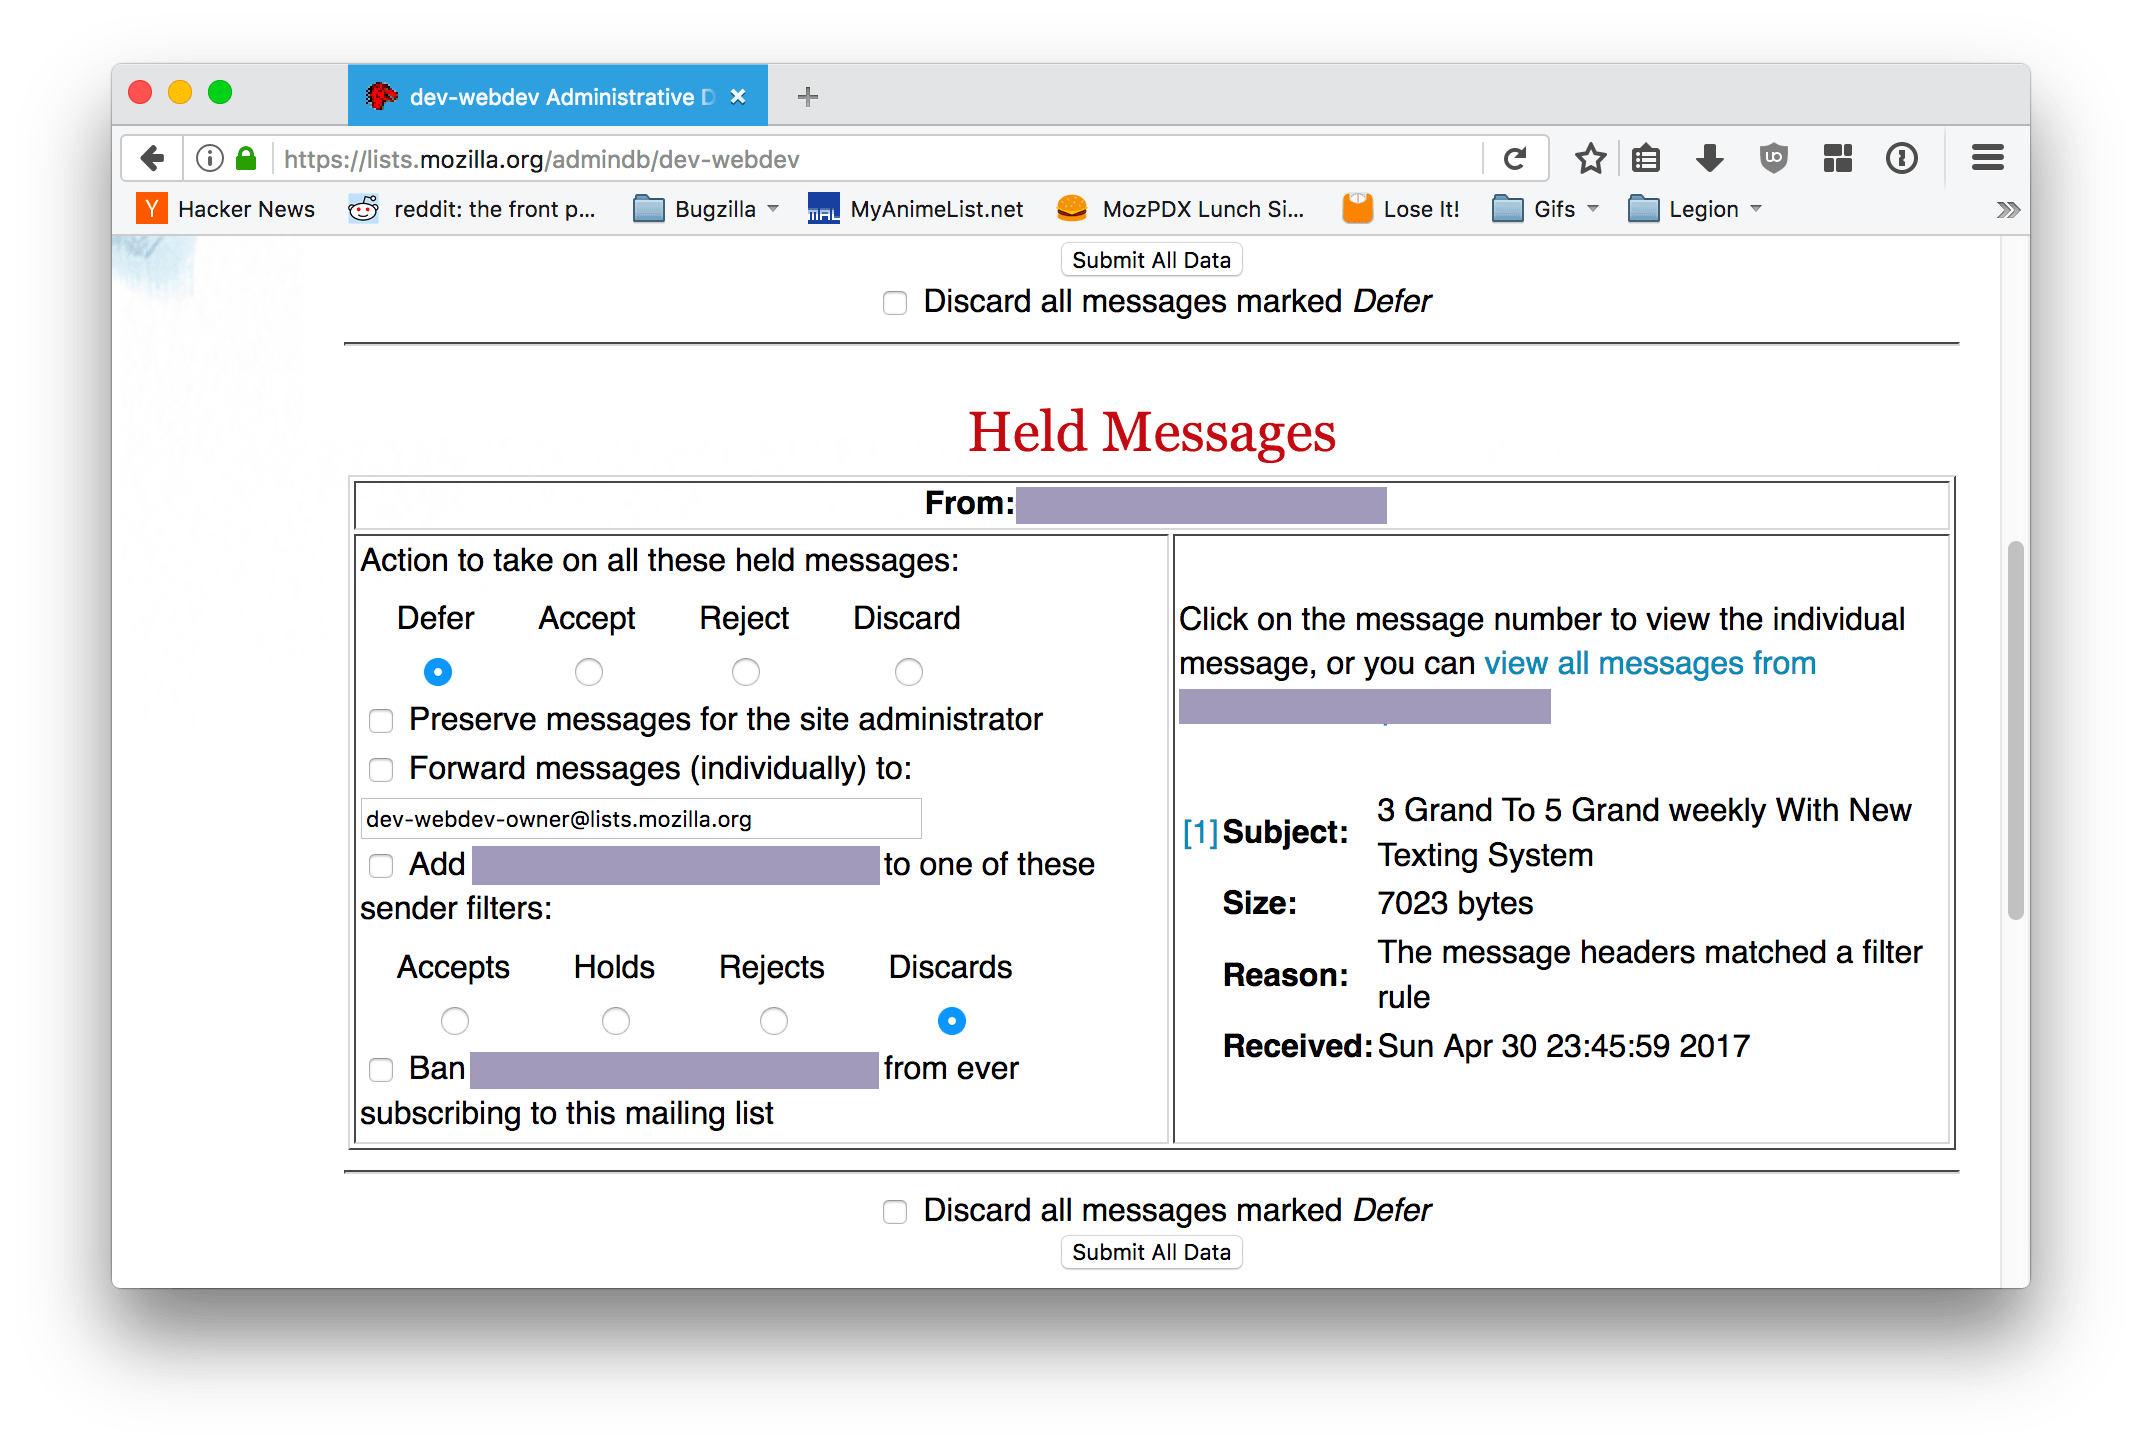 dev-webdev Administrative D
https://lists.mozilla.org/admindb/dev-webdev
Y Hacker News reddit: the front p... Bugzilla MAL MyAnimeList.net MozPDX Lunch Si... Lose It! Gifs Legion
Submit All Data
Discard all messages marked Defer
Held Messages
From:
Action to take on all these held messages:
Defer Accept Reject Discard
Preserve messages for the site administrator
Forward messages (individually) to:
dev-webdev-owner@lists.mozilla.org
Add to one of these
sender filters:
Accepts Holds Rejects Discards
Ban from ever
subscribing to this mailing list
Click on the message number to view the individual
message, or you can view all messages from
[1] Subject: 3 Grand To 5 Grand weekly With New
Texting System
Size: 7023 bytes
Reason: The message headers matched a filter
rule
Received: Sun Apr 30 23:45:59 2017
Discard all messages marked Defer
Submit All Data